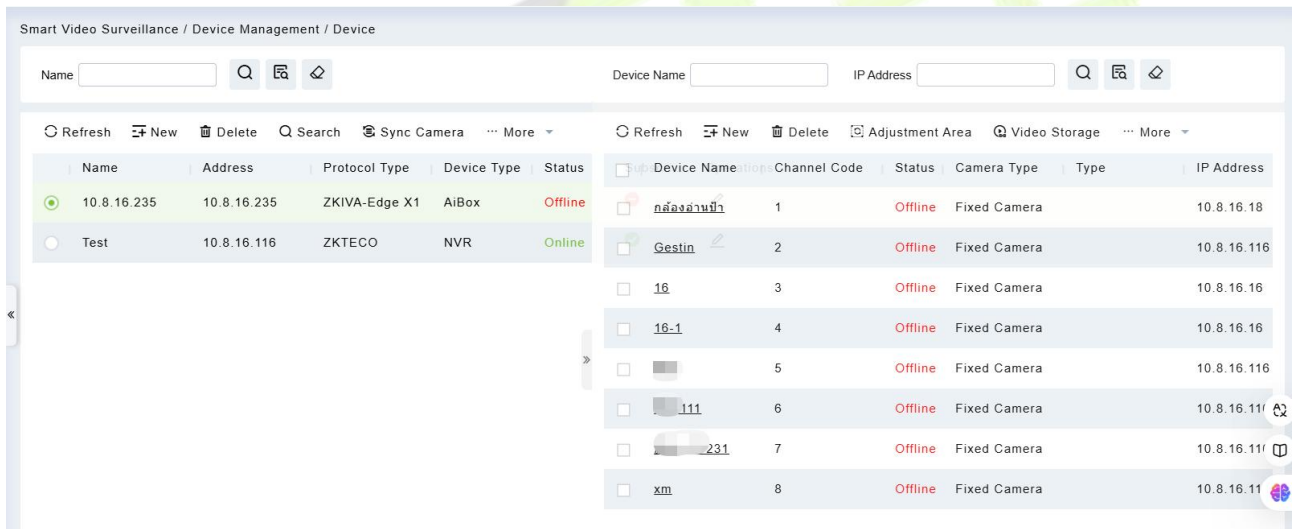 Smart Video Surveillance / Device Management / Device
Name
Device Name IP Address
Refresh New Delete Search Sync Camera ··· More
Refresh New Delete Adjustment Area Video Storage ··· More
Name Address Protocol Type Device Type Status
10.8.16.235 10.8.16.235 ZKIVA-Edge X1 AiBox Offline
Test 10.8.16.116 ZKTECO NVR Online
Device Name Channel Code Status Camera Type Type IP Address
กล้องอ่านป้า 1 Offline Fixed Camera 10.8.16.18
Gestin 2 Offline Fixed Camera 10.8.16.116
16 3 Offline Fixed Camera 10.8.16.16
16-1 4 Offline Fixed Camera 10.8.16.16
5 Offline Fixed Camera 10.8.16.116
111 6 Offline Fixed Camera
231 7 Offline Fixed Camera
xm 8 Offline Fixed Camera